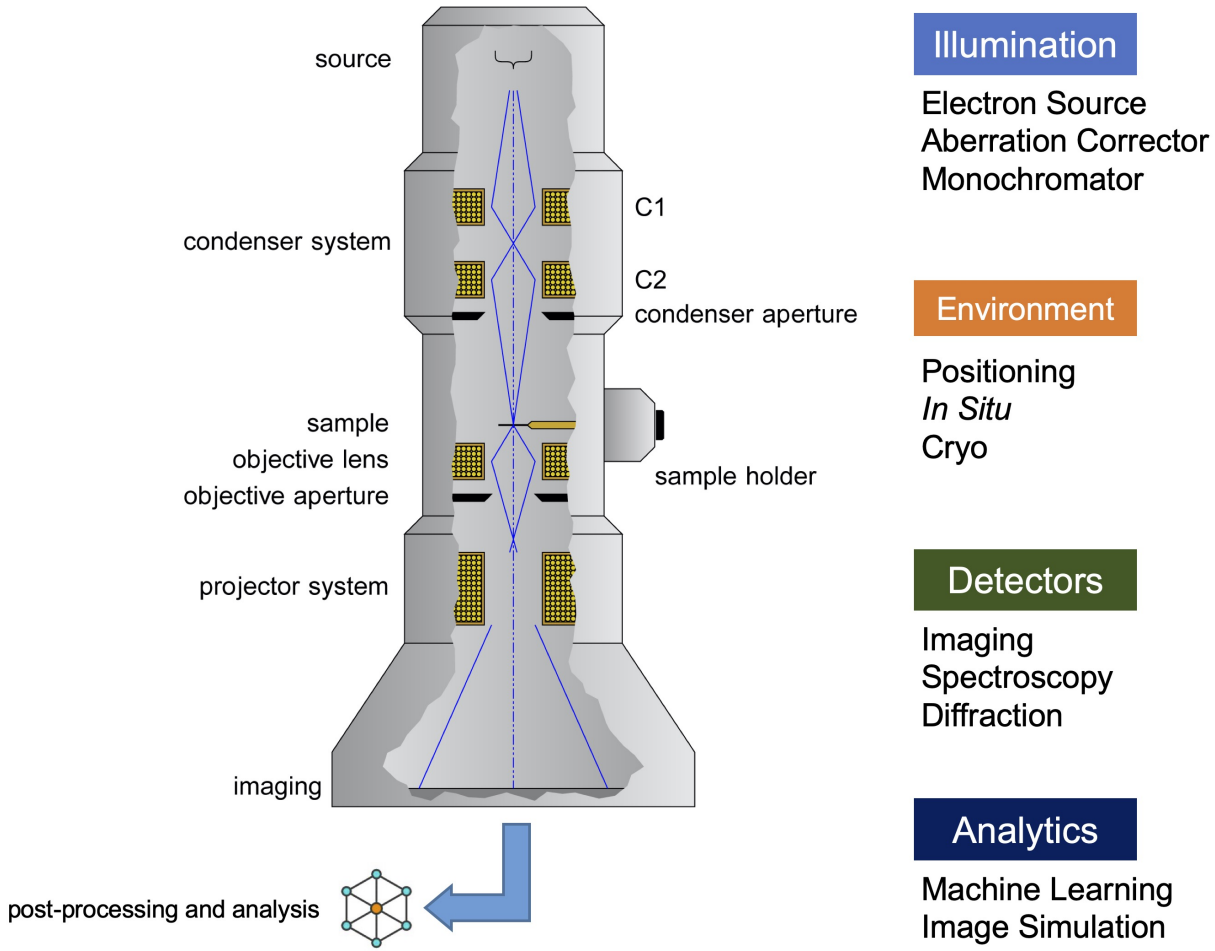 source
condenser system
C1
C2
condenser aperture
sample
objective lens
objective aperture
sample holder
projector system
imaging
post-processing and analysis
Illumination
Electron Source
Aberration Corrector
Monochromator
Environment
Positioning
In Situ
Cryo
Detectors
Imaging
Spectroscopy
Diffraction
Analytics
Machine Learning
Image Simulation